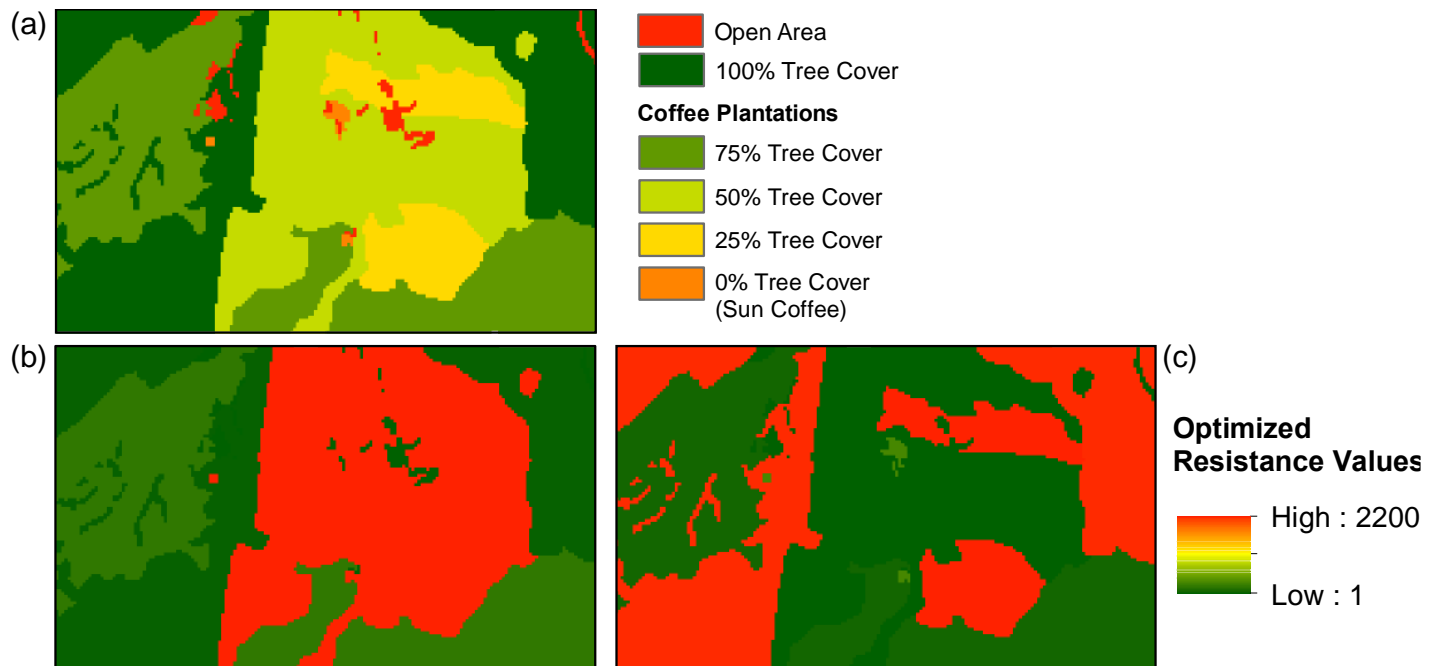 (a)
Open Area
100% Tree Cover
Coffee Plantations
75% Tree Cover
50% Tree Cover
25% Tree Cover
0% Tree Cover
(Sun Coffee)
(b)
(c)
Optimized
Resistance Values
High : 2200
Low : 1